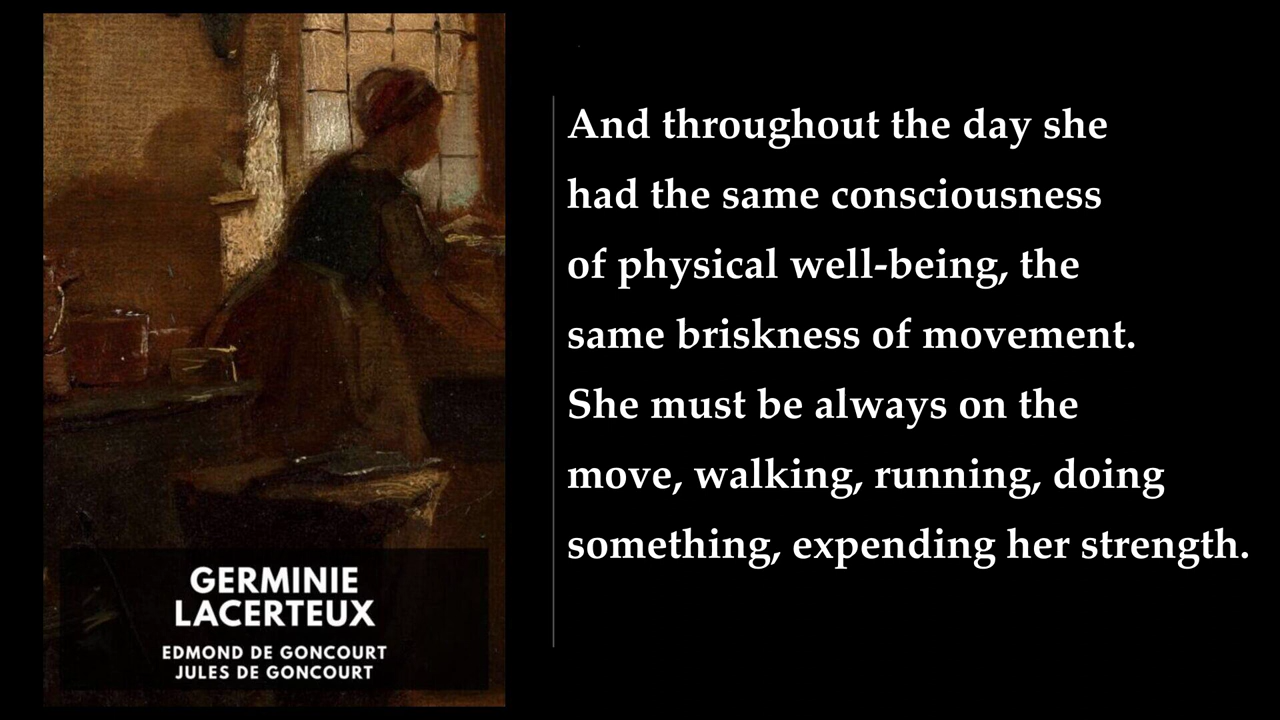 And throughout the day she
had the same consciousness
of physical well-being, the
same briskness of movement.
She must be always on the
move, walking, running, doing
something, expending her strength.
GERMINIE
LACERTEUX
EDMOND DE GONCOURT
JULES DE GONCOURT